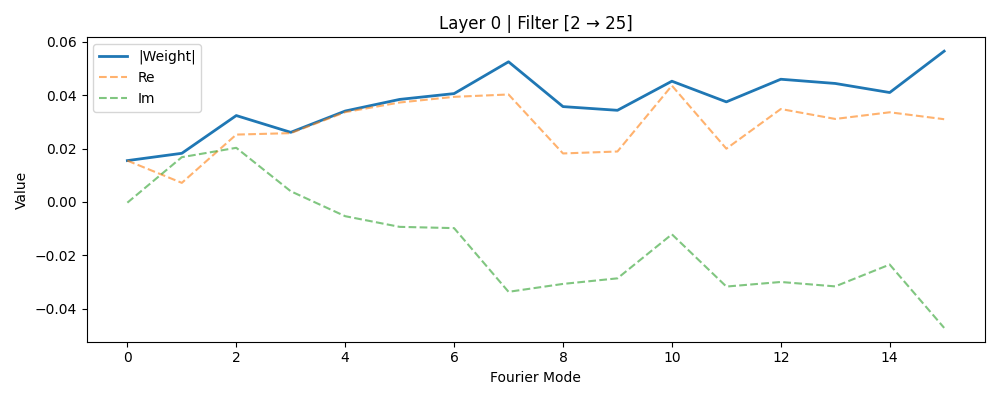 Layer 0 | Filter [2 → 25]
|Weight|
Re
Im
0.06
0.04
0.02
0.00
−0.02
−0.04
Value
0 2 4 6 8 10 12 14
Fourier Mode